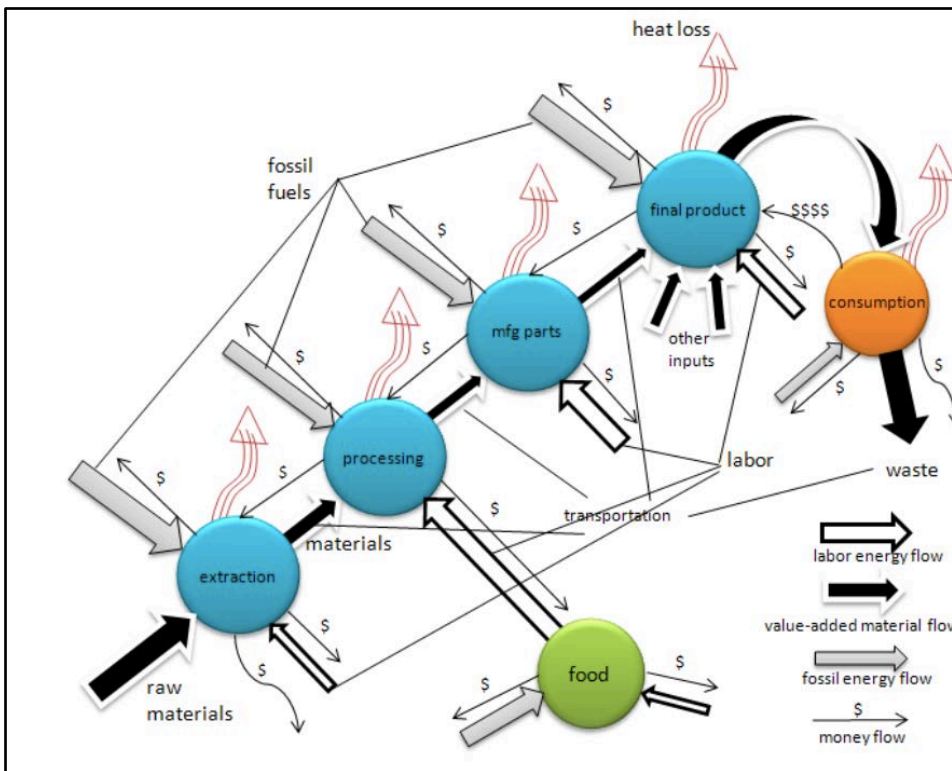 heat loss
$
fossil
fuels
final product
$$$$
$
$
$
consumption
mfg parts
other
inputs
$
$
$
$
processing
labor
waste
$
$
$
transportation
materials
labor energy flow
extraction
$
value-added material flow
$
food
$
$
raw
materials
fossil energy flow
$
money flow